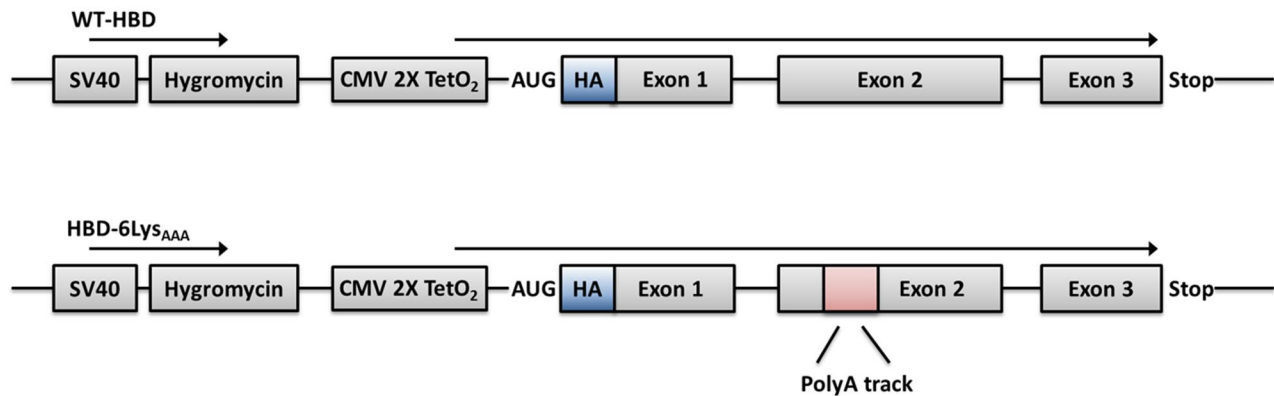 WT-HBD
SV40 Hygromycin CMV 2X TetO₂ AUG HA Exon 1 Exon 2 Exon 3 Stop
HBD-6Lys_AAA
SV40 Hygromycin CMV 2X TetO₂ AUG HA Exon 1 Exon 2 Exon 3 Stop
PolyA track